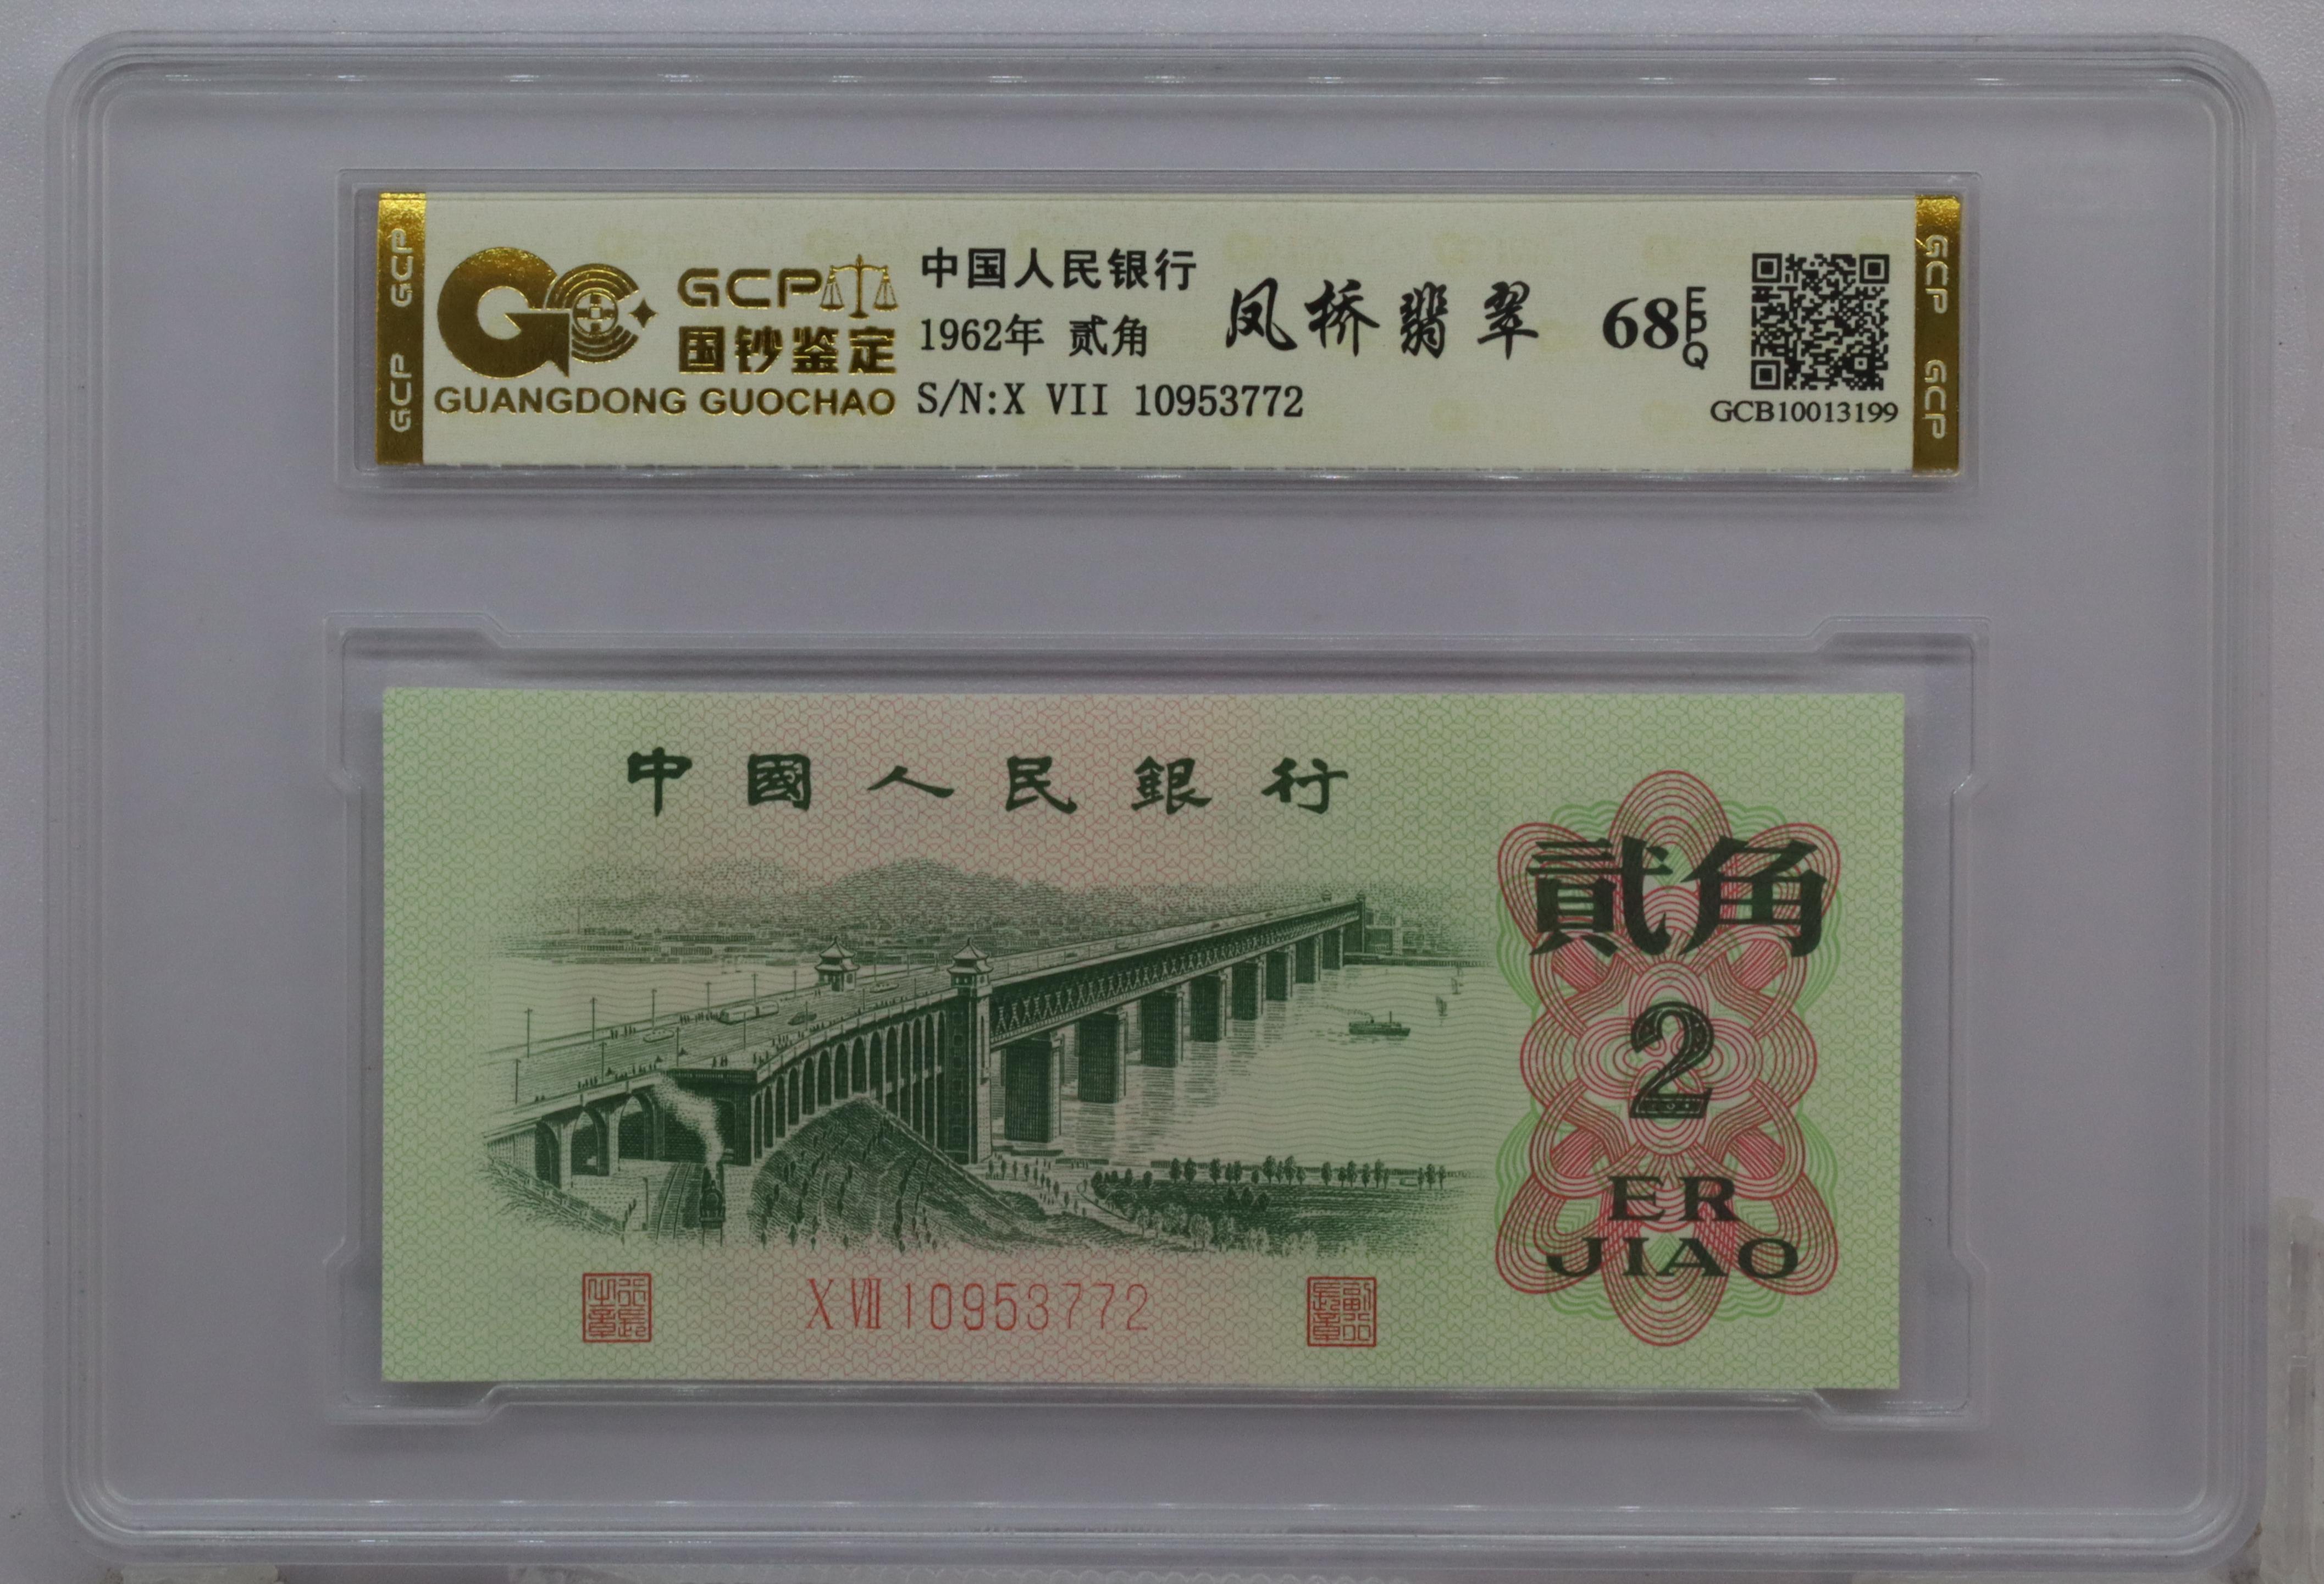 GCP GCP
GCP
国钞鉴定
GUANGDONG GUOCHAO
中国人民银行
1962年 贰角
S/N:X VII 10953772
凤桥翡翠
68 EPQ
GCB10013199
GCP GCP
中國人民銀行
貳角
2
ER
JIAO
X VII 10953772